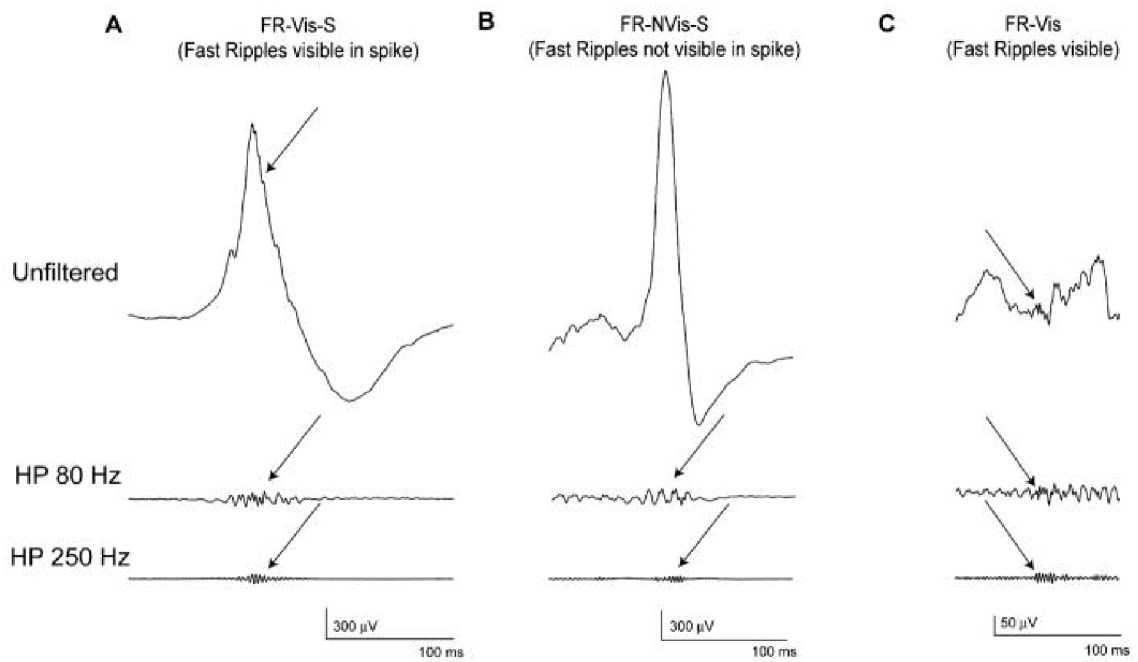 A
FR-Vis-S
(Fast Ripples visible in spike)
B
FR-NVis-S
(Fast Ripples not visible in spike)
C
FR-Vis
(Fast Ripples visible)
Unfiltered
HP 80 Hz
HP 250 Hz
300 µV
100 ms
300 µV
100 ms
50 µV
100 ms